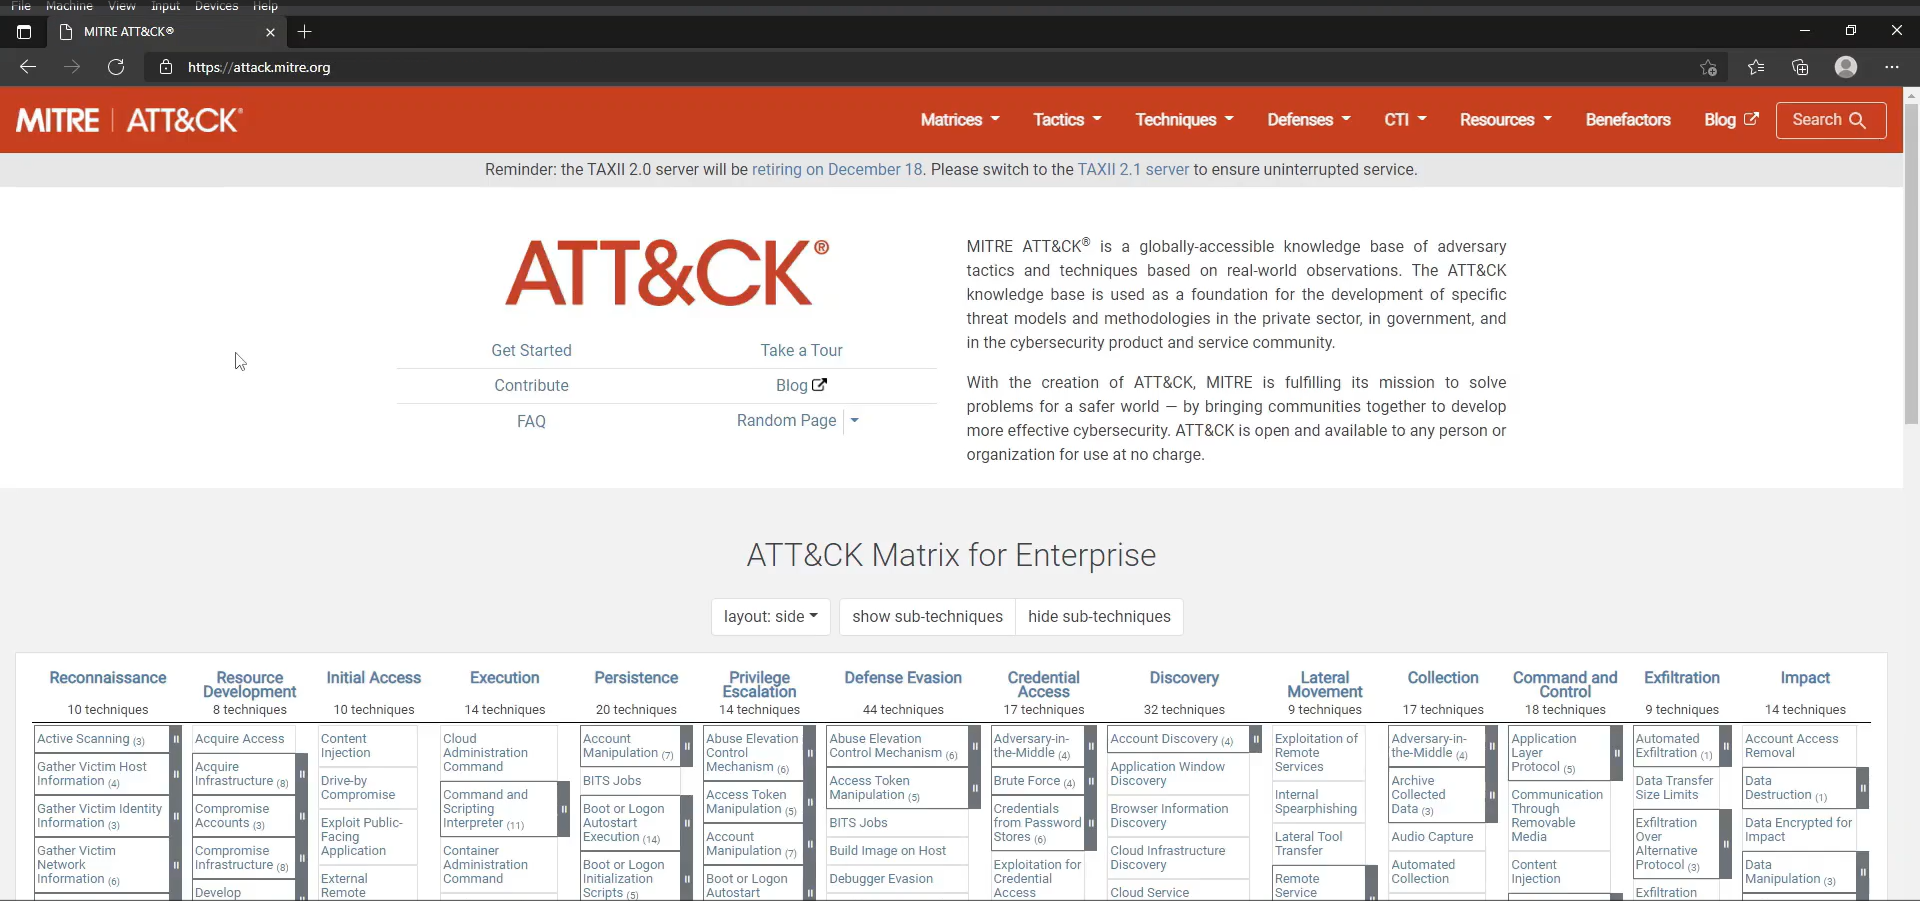 File Machine View Input Devices Help
MITRE ATT&CK®
https://attack.mitre.org
MITRE | ATT&CK®
Matrices Tactics Techniques Defenses CTI Resources Benefactors Blog Search
Reminder: the TAXII 2.0 server will be retiring on December 18. Please switch to the TAXII 2.1 server to ensure uninterrupted service.
ATT&CK®
Get Started Take a Tour
Contribute Blog
FAQ Random Page
MITRE ATT&CK® is a globally-accessible knowledge base of adversary
tactics and techniques based on real-world observations. The ATT&CK
knowledge base is used as a foundation for the development of specific
threat models and methodologies in the private sector, in government, and
in the cybersecurity product and service community.
With the creation of ATT&CK, MITRE is fulfilling its mission to solve
problems for a safer world — by bringing communities together to develop
more effective cybersecurity. ATT&CK is open and available to any person or
organization for use at no charge.
ATT&CK Matrix for Enterprise
layout: side show sub-techniques hide sub-techniques
Reconnaissance
10 techniques
Active Scanning (3)
Gather Victim Host
Information (4)
Gather Victim Identity
Information (3)
Gather Victim
Network
Information (6)
Resource
Development
8 techniques
Acquire Access
Acquire
Infrastructure (8)
Compromise
Accounts (3)
Compromise
Infrastructure (8)
Develop
Initial Access
10 techniques
Content
Injection
Drive-by
Compromise
Exploit Public-
Facing
Application
External
Remote
Execution
14 techniques
Cloud
Administration
Command
Command and
Scripting
Interpreter (11)
Container
Administration
Command
Persistence
20 techniques
Account
Manipulation (7)
BITS Jobs
Boot or Logon
Autostart
Execution (14)
Boot or Logon
Initialization
Scripts (5)
Privilege
Escalation
14 techniques
Abuse Elevation
Control
Mechanism (6)
Access Token
Manipulation (5)
Account
Manipulation (7)
Boot or Logon
Autostart
Defense Evasion
44 techniques
Abuse Elevation
Control Mechanism (6)
Access Token
Manipulation (5)
BITS Jobs
Build Image on Host
Debugger Evasion
Credential
Access
17 techniques
Adversary-in-
the-Middle (4)
Brute Force (4)
Credentials
from Password
Stores (6)
Exploitation for
Credential
Access
Discovery
32 techniques
Account Discovery (4)
Application Window
Discovery
Browser Information
Discovery
Cloud Infrastructure
Discovery
Cloud Service
Lateral
Movement
9 techniques
Exploitation of
Remote
Services
Internal
Spearphishing
Lateral Tool
Transfer
Remote
Service
Collection
17 techniques
Adversary-in-
the-Middle (4)
Archive
Collected
Data (3)
Audio Capture
Automated
Collection
Command and
Control
18 techniques
Application
Layer
Protocol (5)
Communication
Through
Removable
Media
Content
Injection
Exfiltration
9 techniques
Automated
Exfiltration (1)
Data Transfer
Size Limits
Exfiltration
Over
Alternative
Protocol (3)
Exfiltration
Impact
14 techniques
Account Access
Removal
Data
Destruction (1)
Data Encrypted for
Impact
Data
Manipulation (3)